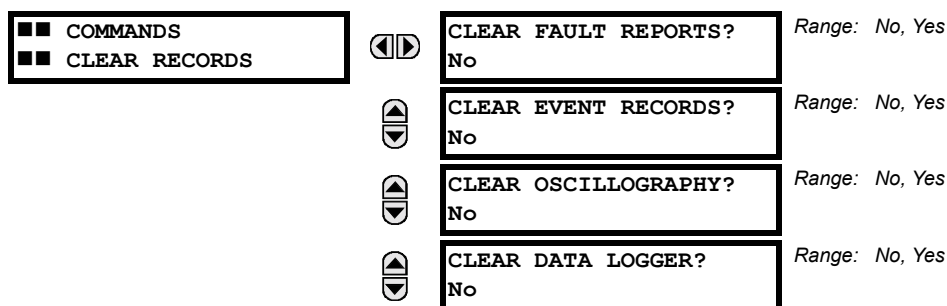 ■■ COMMANDS
■■ CLEAR RECORDS
CLEAR FAULT REPORTS?
No
Range: No, Yes
CLEAR EVENT RECORDS?
No
Range: No, Yes
CLEAR OSCILLOGRAPHY?
No
Range: No, Yes
CLEAR DATA LOGGER?
No
Range: No, Yes